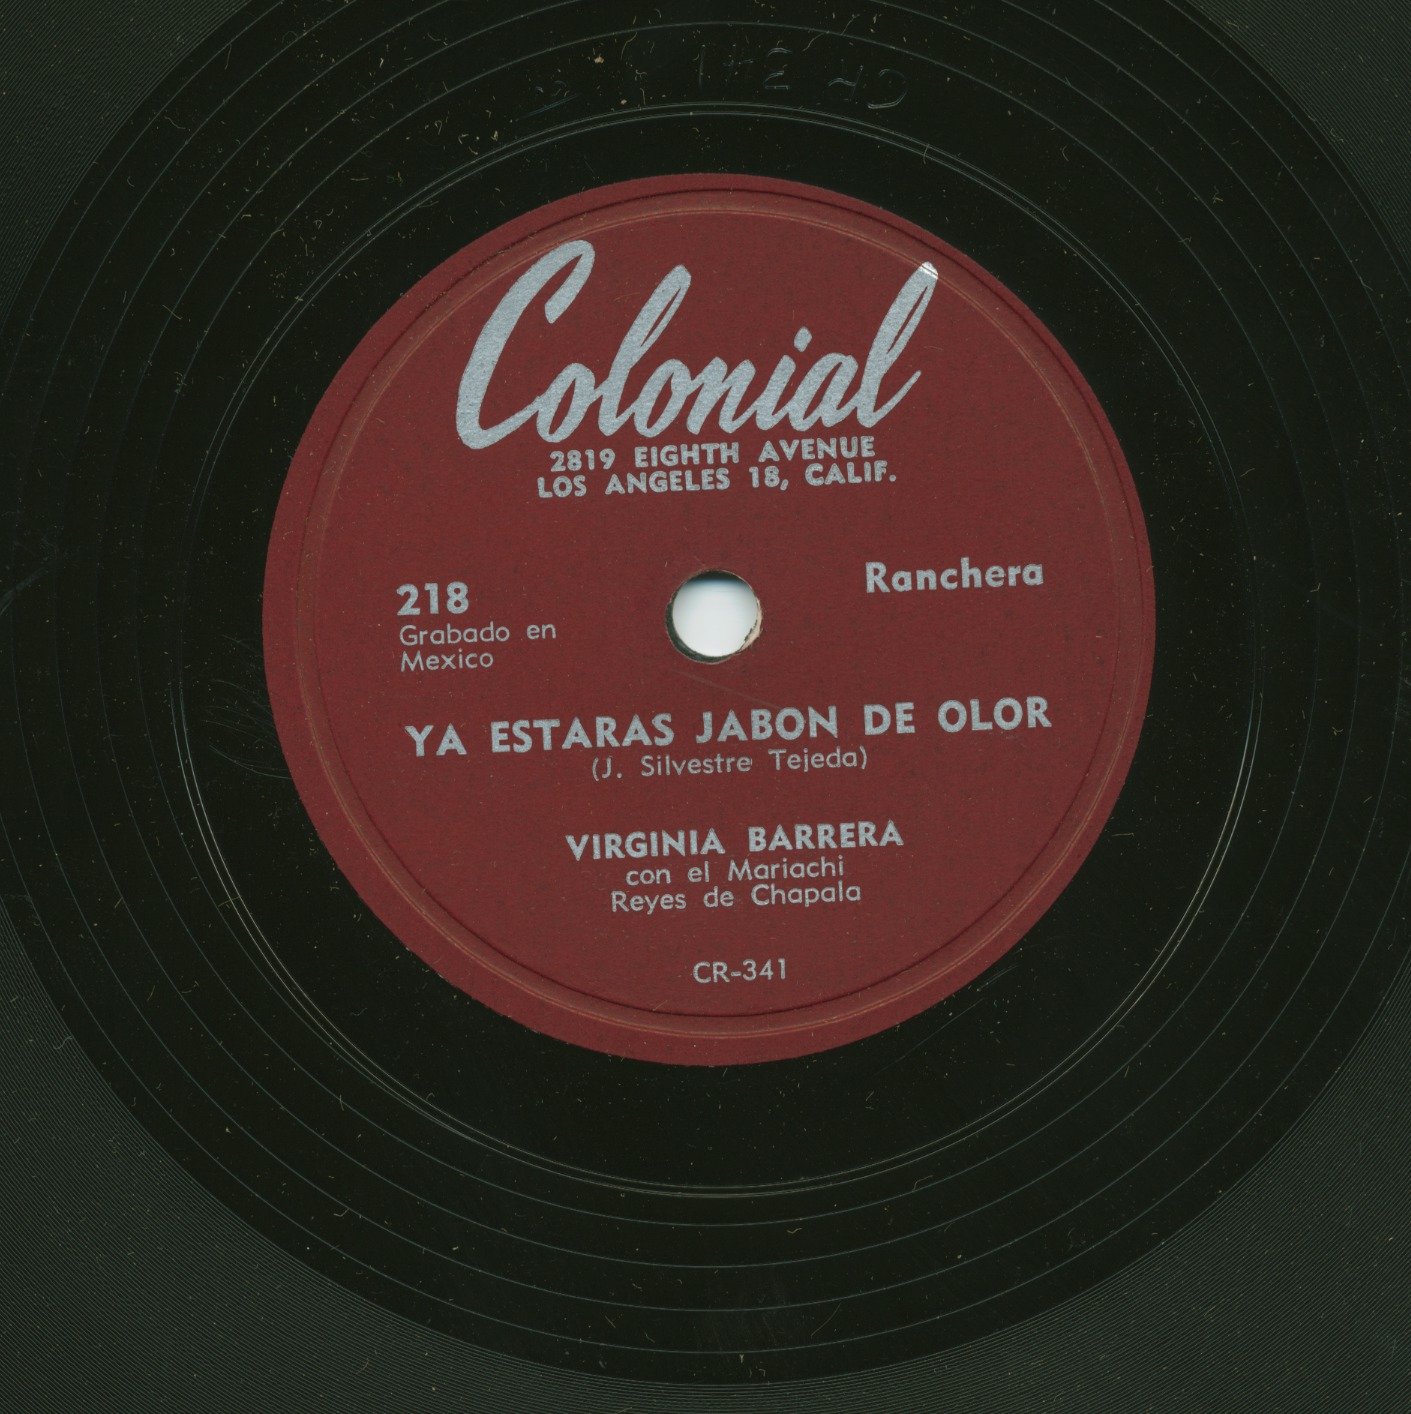 Colonial
2819 EIGHTH AVENUE
LOS ANGELES 18, CALIF.
Ranchera
218
Grabado en
Mexico
YA ESTARAS JABON DE OLOR
(J. Silvestre Tejeda)
VIRGINIA BARRERA
con el Mariachi
Reyes de Chapala
CR-341